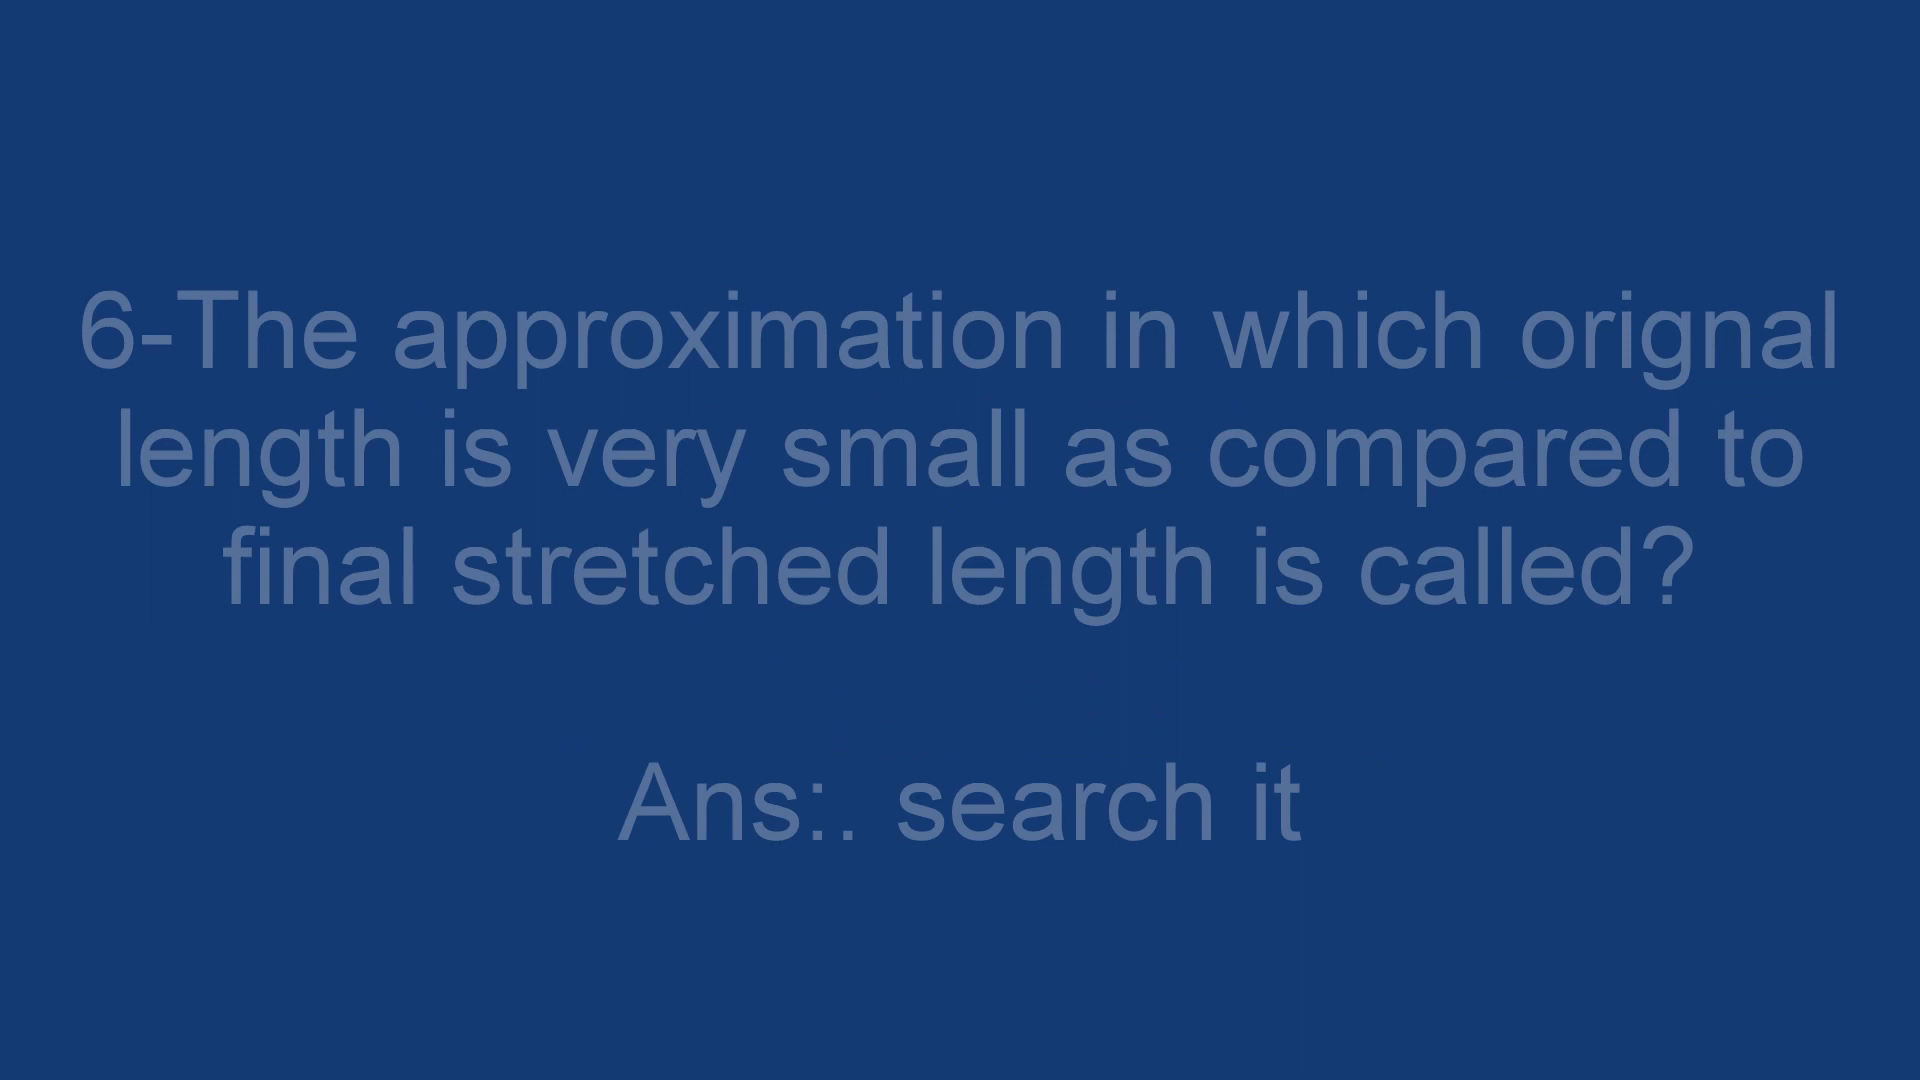 6-The approximation in which orignal
length is very small as compared to
final stretched length is called?
Ans:. search it